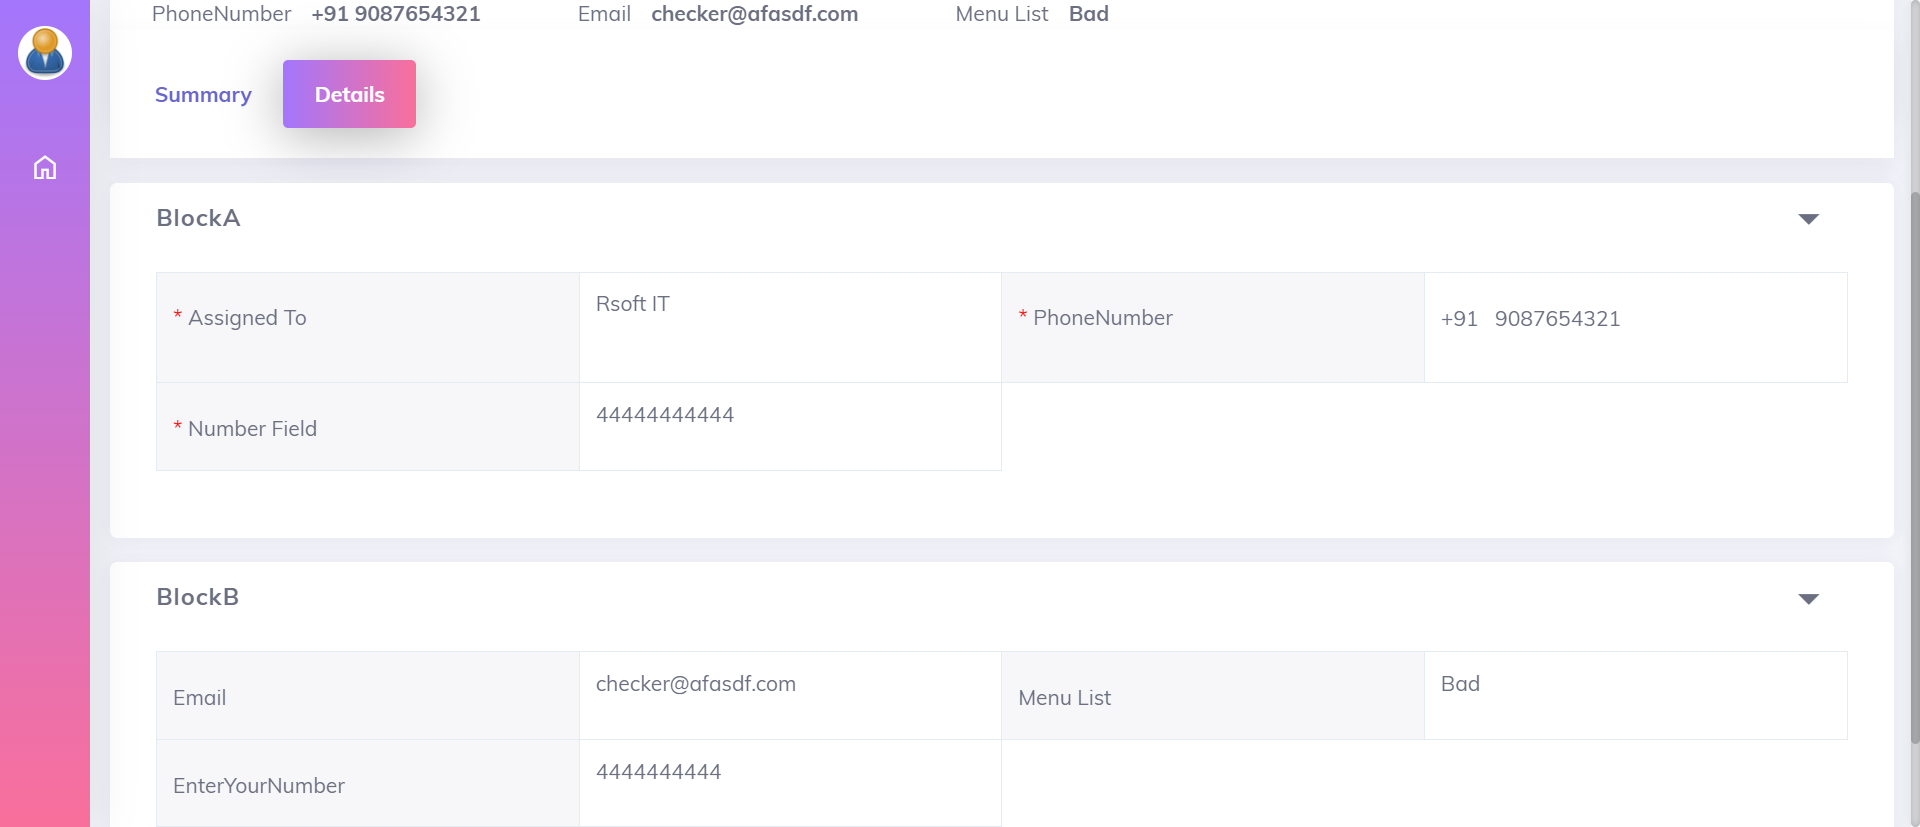 PhoneNumber +91 9087654321 Email checker@afasdf.com Menu List Bad
Summary Details
BlockA
* Assigned To Rsoft IT * PhoneNumber +91 9087654321
* Number Field 44444444444
BlockB
Email checker@afasdf.com Menu List Bad
EnterYourNumber 4444444444